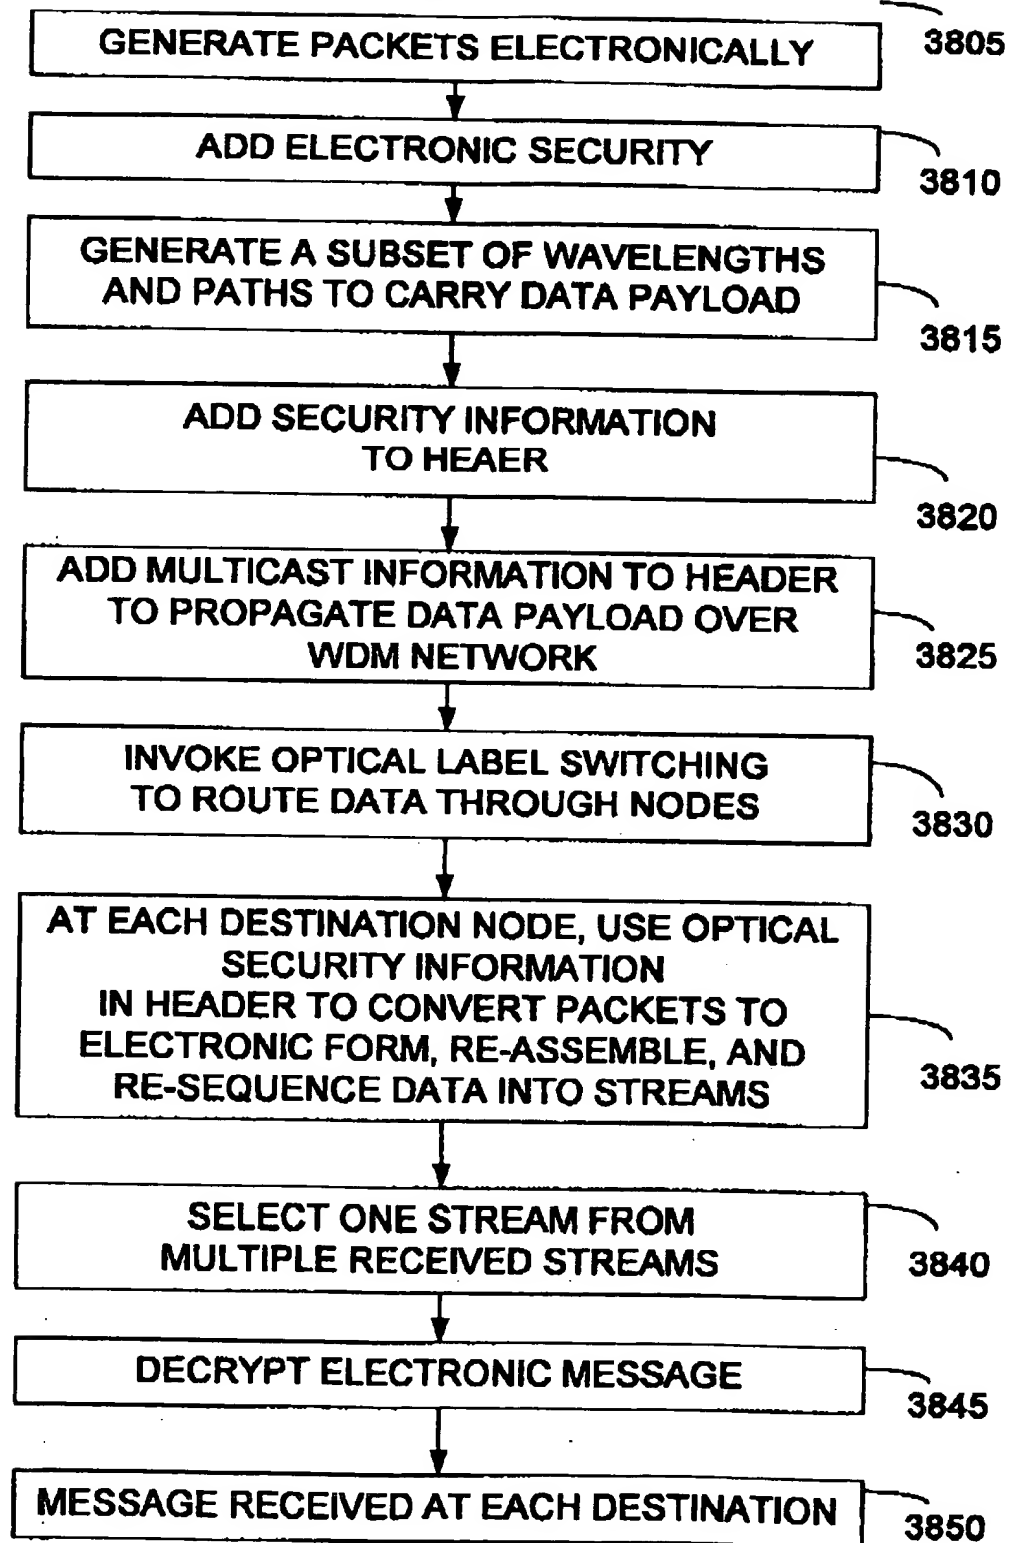 GENERATE PACKETS ELECTRONICALLY
3805
ADD ELECTRONIC SECURITY
3810
GENERATE A SUBSET OF WAVELENGTHS
AND PATHS TO CARRY DATA PAYLOAD
3815
ADD SECURITY INFORMATION
TO HEAER
3820
ADD MULTICAST INFORMATION TO HEADER
TO PROPAGATE DATA PAYLOAD OVER
WDM NETWORK
3825
INVOKE OPTICAL LABEL SWITCHING
TO ROUTE DATA THROUGH NODES
3830
AT EACH DESTINATION NODE, USE OPTICAL
SECURITY INFORMATION
IN HEADER TO CONVERT PACKETS TO
ELECTRONIC FORM, RE-ASSEMBLE, AND
RE-SEQUENCE DATA INTO STREAMS
3835
SELECT ONE STREAM FROM
MULTIPLE RECEIVED STREAMS
3840
DECRYPT ELECTRONIC MESSAGE
3845
MESSAGE RECEIVED AT EACH DESTINATION
3850